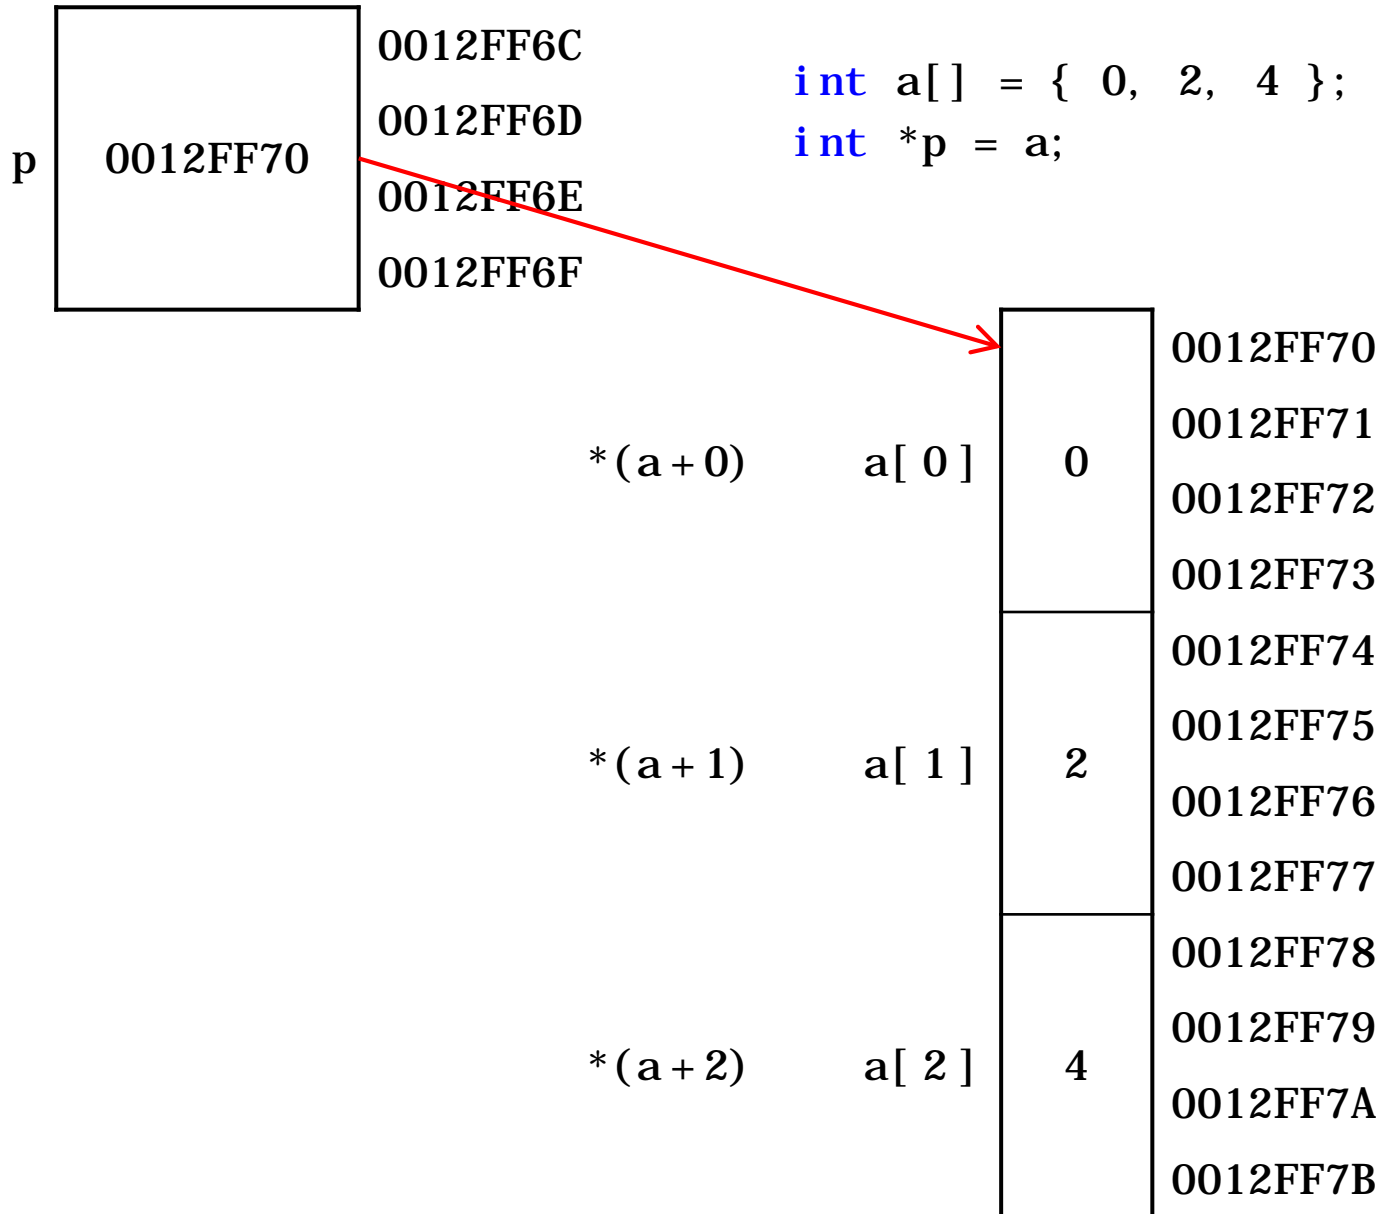 0012FF6C
int a[] = { 0, 2, 4 };
0012FF6D
int *p = a;
p 0012FF70
0012FF6E
0012FF6F
0012FF70
0012FF71
*(a+0) a[0] 0
0012FF72
0012FF73
0012FF74
0012FF75
*(a+1) a[1] 2
0012FF76
0012FF77
0012FF78
0012FF79
*(a+2) a[2] 4
0012FF7A
0012FF7B